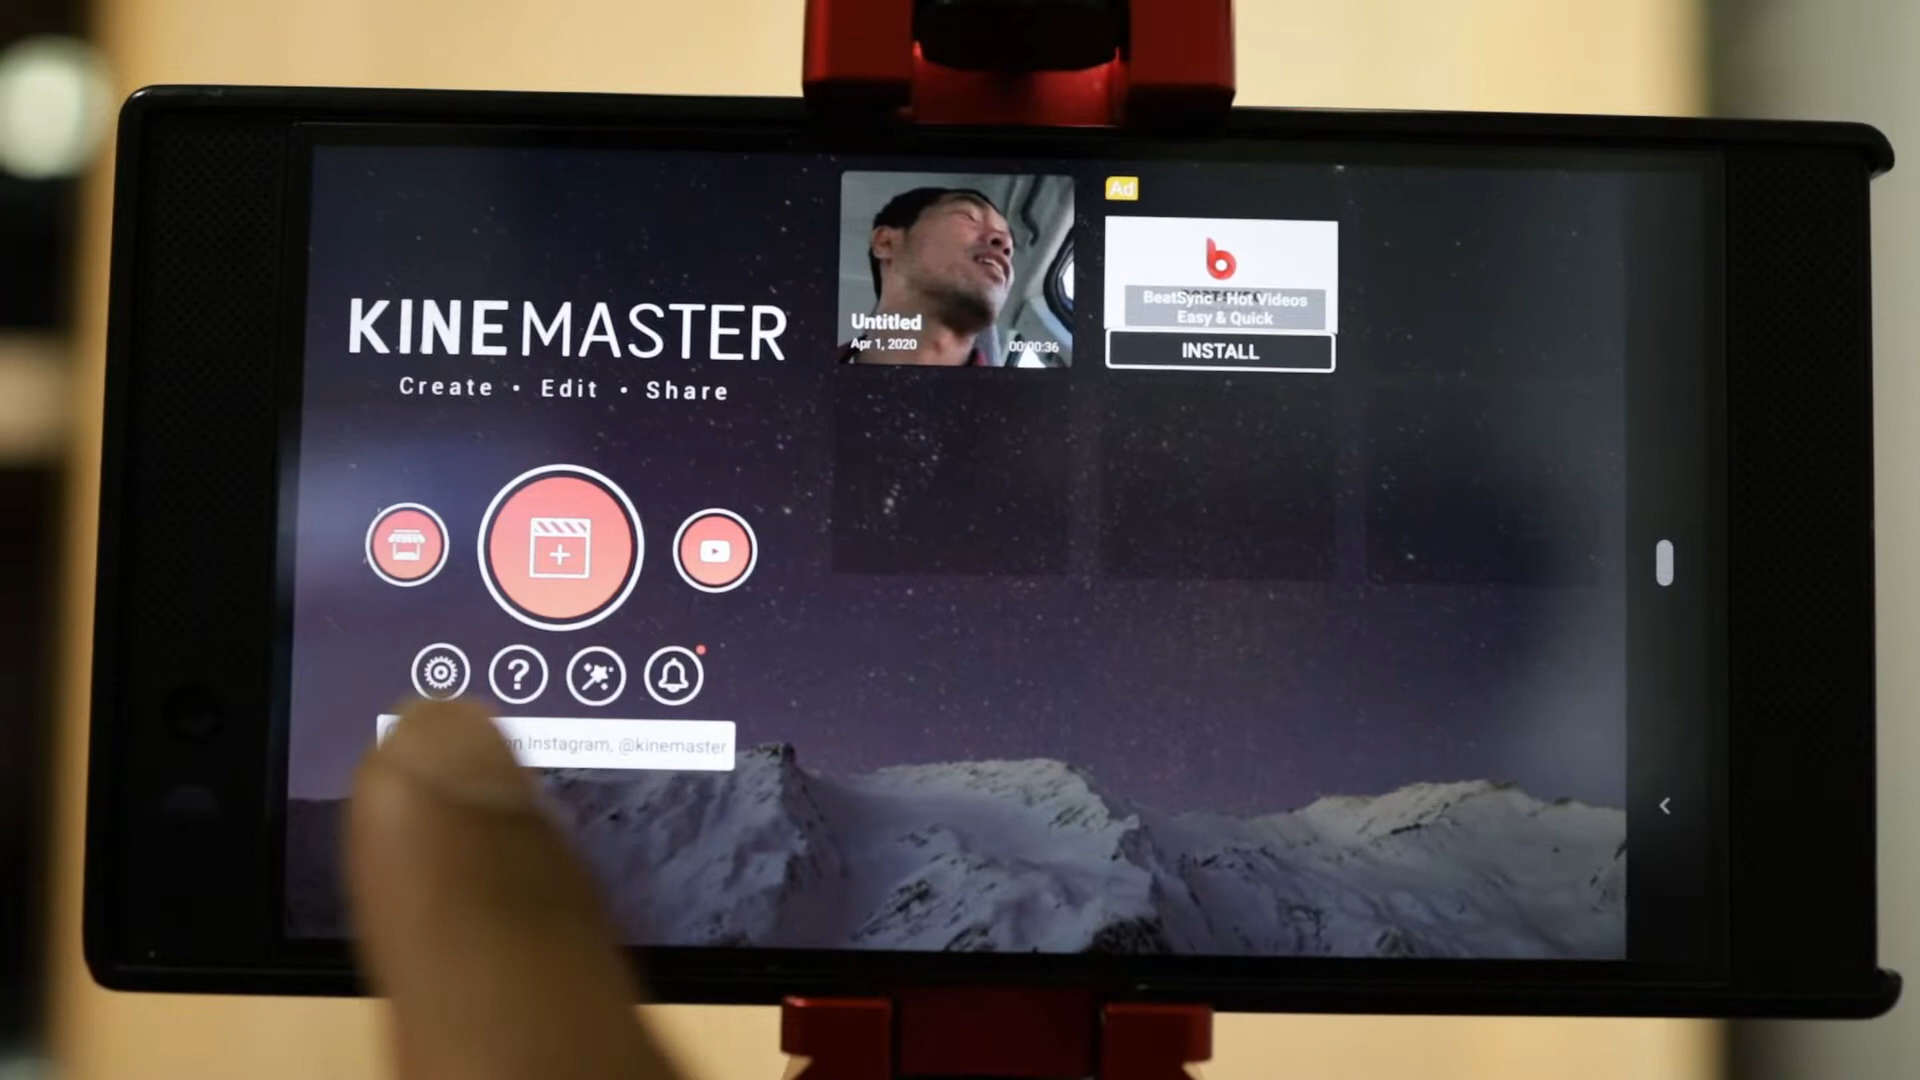 KINEMASTER
Create • Edit • Share
on Instagram, @kinemaster
Untitled
Apr 1, 2020
00:00:36
Ad
BeatSync - Hot Videos
Easy & Quick
INSTALL